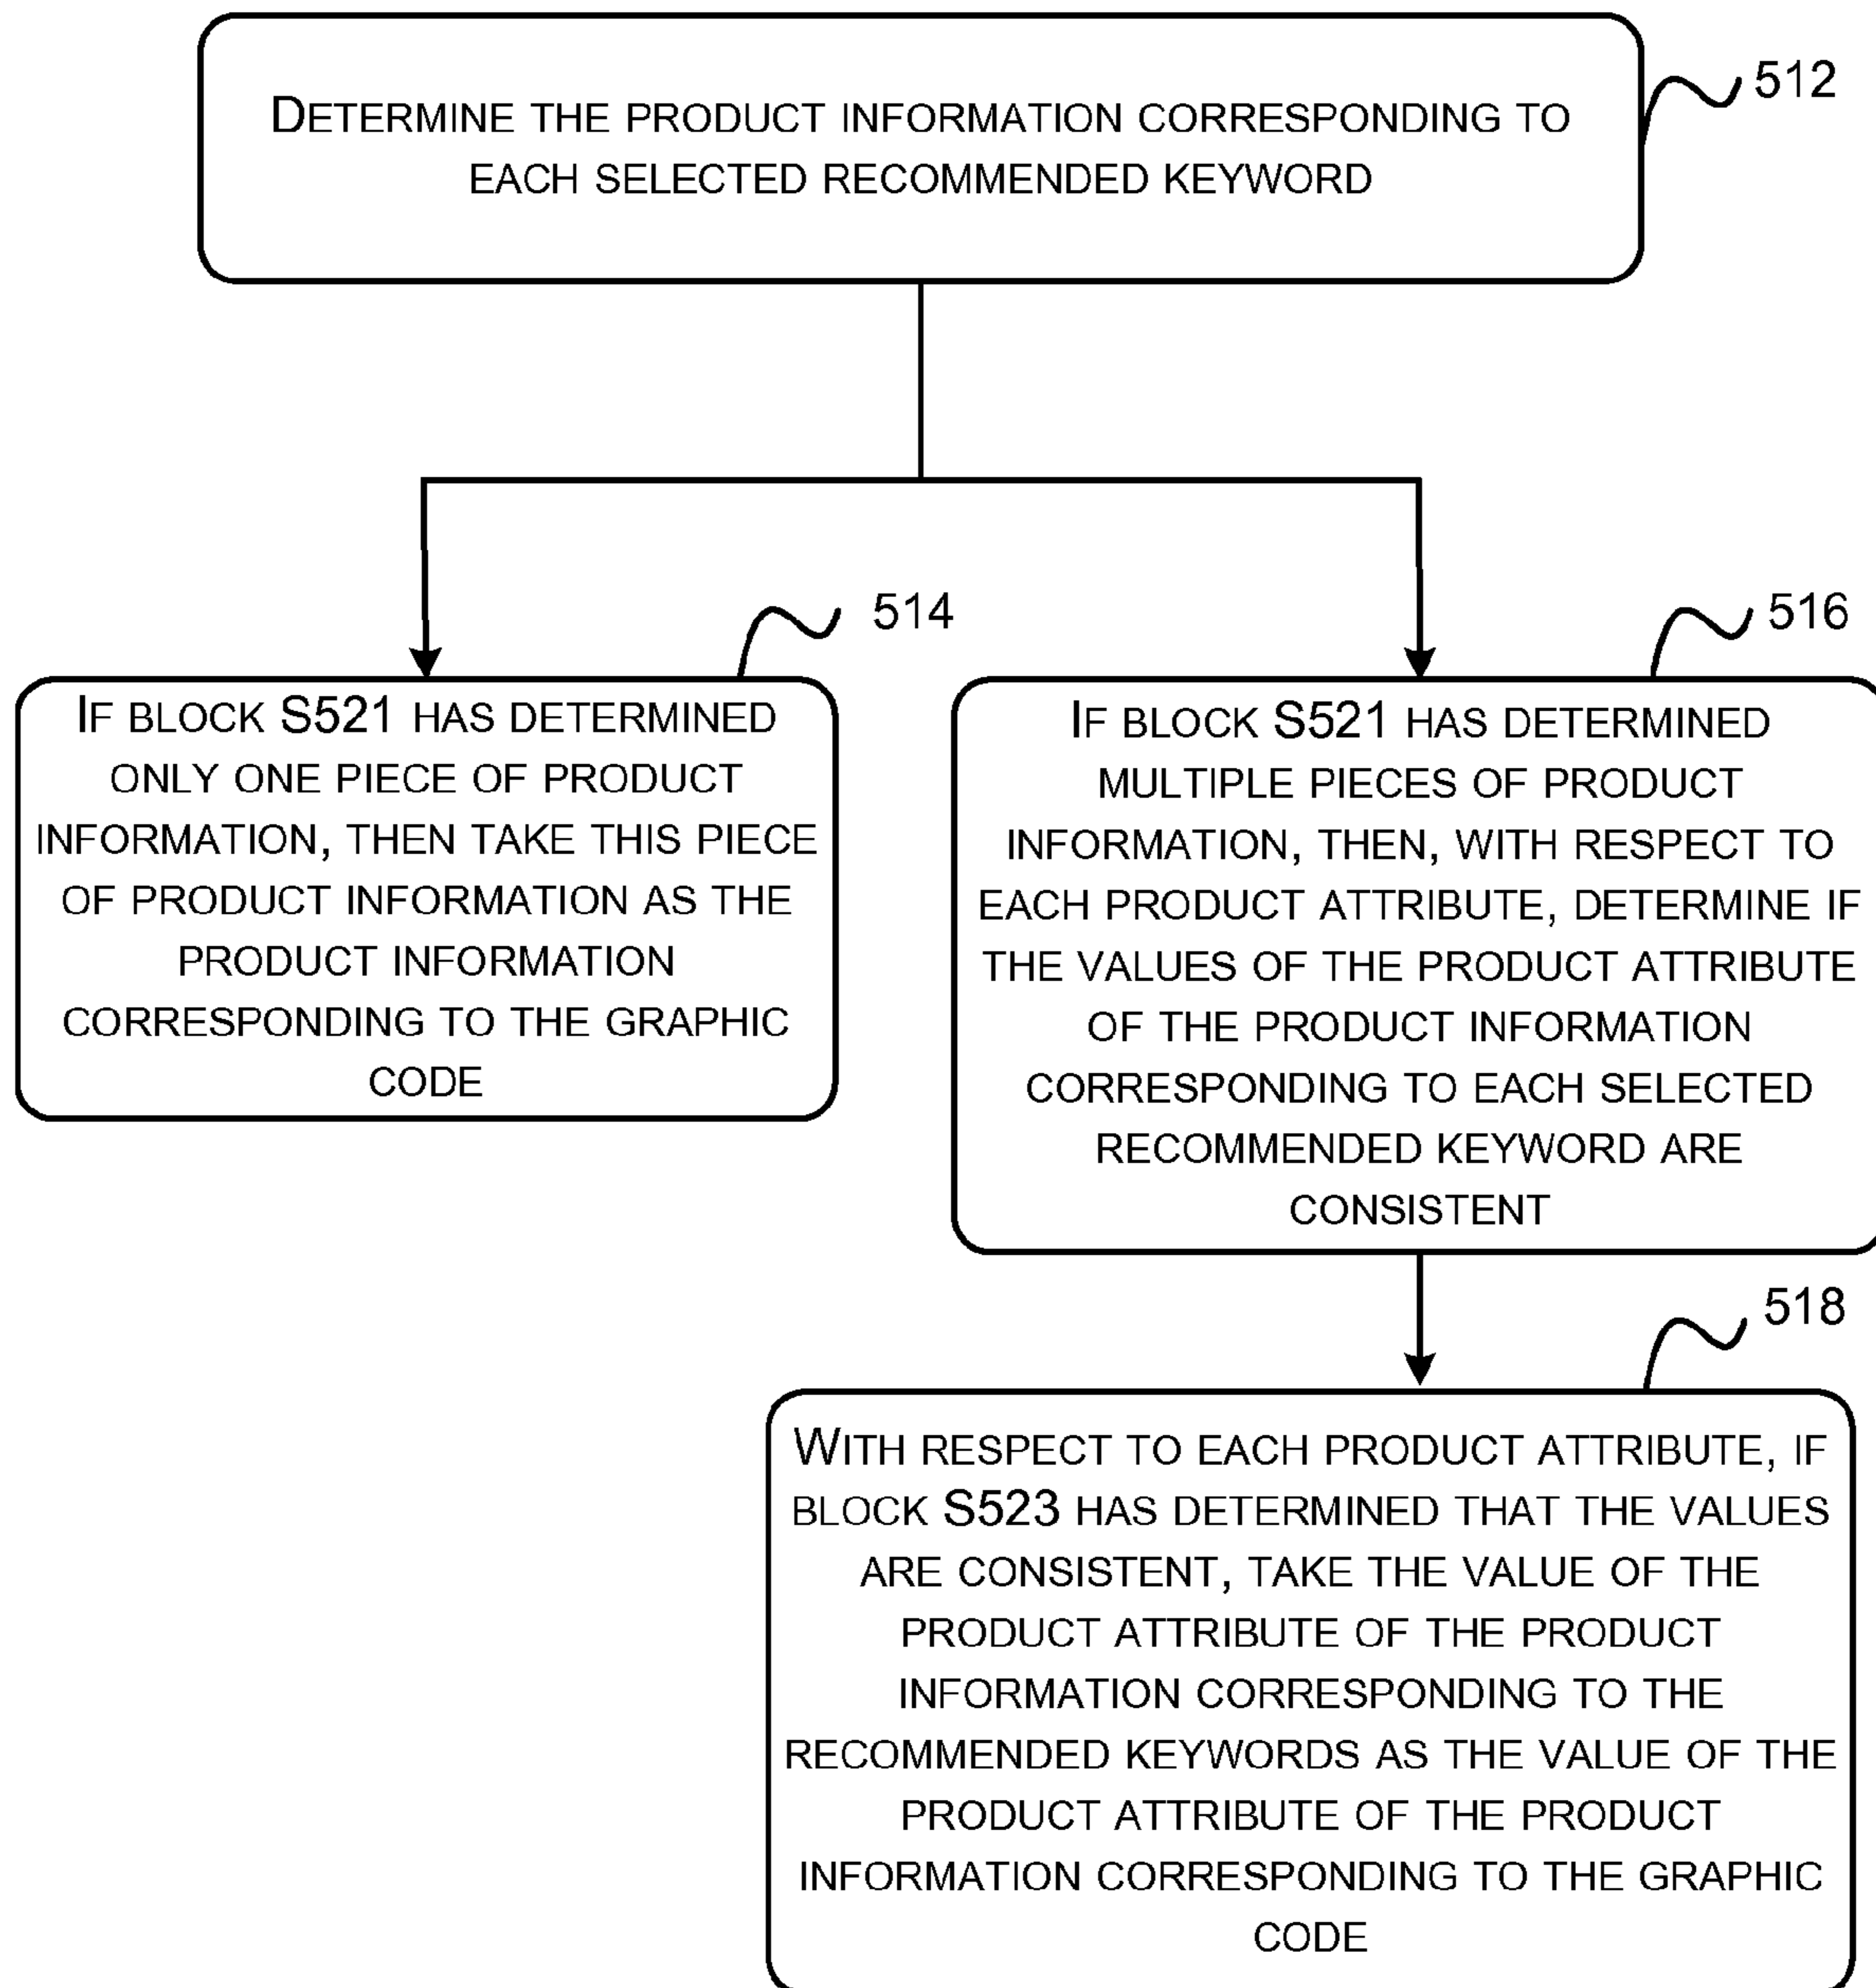 DETERMINE THE PRODUCT INFORMATION CORRESPONDING TO
EACH SELECTED RECOMMENDED KEYWORD
512
514
IF BLOCK S521 HAS DETERMINED
ONLY ONE PIECE OF PRODUCT
INFORMATION, THEN TAKE THIS PIECE
OF PRODUCT INFORMATION AS THE
PRODUCT INFORMATION
CORRESPONDING TO THE GRAPHIC
CODE
516
IF BLOCK S521 HAS DETERMINED
MULTIPLE PIECES OF PRODUCT
INFORMATION, THEN, WITH RESPECT TO
EACH PRODUCT ATTRIBUTE, DETERMINE IF
THE VALUES OF THE PRODUCT ATTRIBUTE
OF THE PRODUCT INFORMATION
CORRESPONDING TO EACH SELECTED
RECOMMENDED KEYWORD ARE
CONSISTENT
518
WITH RESPECT TO EACH PRODUCT ATTRIBUTE, IF
BLOCK S523 HAS DETERMINED THAT THE VALUES
ARE CONSISTENT, TAKE THE VALUE OF THE
PRODUCT ATTRIBUTE OF THE PRODUCT
INFORMATION CORRESPONDING TO THE
RECOMMENDED KEYWORDS AS THE VALUE OF THE
PRODUCT ATTRIBUTE OF THE PRODUCT
INFORMATION CORRESPONDING TO THE GRAPHIC
CODE